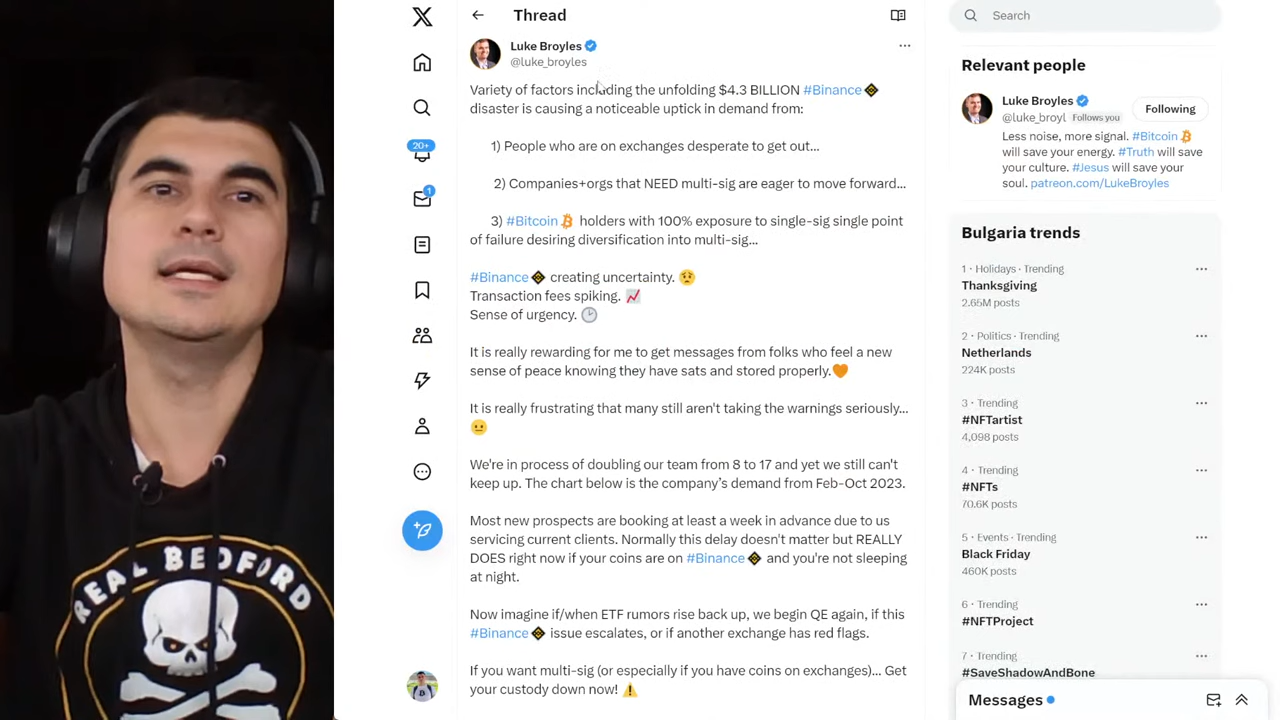 REAL BEDFORD
Thread
Luke Broyles
@luke_broyles
Variety of factors including the unfolding $4.3 BILLION #Binance
disaster is causing a noticeable uptick in demand from:
1) People who are on exchanges desperate to get out...
2) Companies+orgs that NEED multi-sig are eager to move forward...
3) #Bitcoin holders with 100% exposure to single-sig single point
of failure desiring diversification into multi-sig...
#Binance creating uncertainty. 😟
Transaction fees spiking. 📈
Sense of urgency. 🕑
It is really rewarding for me to get messages from folks who feel a new
sense of peace knowing they have sats and stored properly.🧡
It is really frustrating that many still aren't taking the warnings seriously...
😐
We're in process of doubling our team from 8 to 17 and yet we still can't
keep up. The chart below is the company's demand from Feb-Oct 2023.
Most new prospects are booking at least a week in advance due to us
servicing current clients. Normally this delay doesn't matter but REALLY
DOES right now if your coins are on #Binance and you're not sleeping
at night.
Now imagine if/when ETF rumors rise back up, we begin QE again, if this
#Binance issue escalates, or if another exchange has red flags.
If you want multi-sig (or especially if you have coins on exchanges)... Get
your custody down now! ⚠️
20+
1
Search
Relevant people
Luke Broyles
@luke_broyl Follows you
Following
Less noise, more signal. #Bitcoin
will save your energy. #Truth will save
your culture. #Jesus will save your
soul. patreon.com/LukeBroyles
Bulgaria trends
1 · Holidays · Trending
Thanksgiving
2.65M posts
2 · Politics · Trending
Netherlands
224K posts
3 · Trending
#NFTartist
4,098 posts
4 · Trending
#NFTs
70.6K posts
5 · Events · Trending
Black Friday
460K posts
6 · Trending
#NFTProject
7 · Trending
#SaveShadowAndBone
Messages